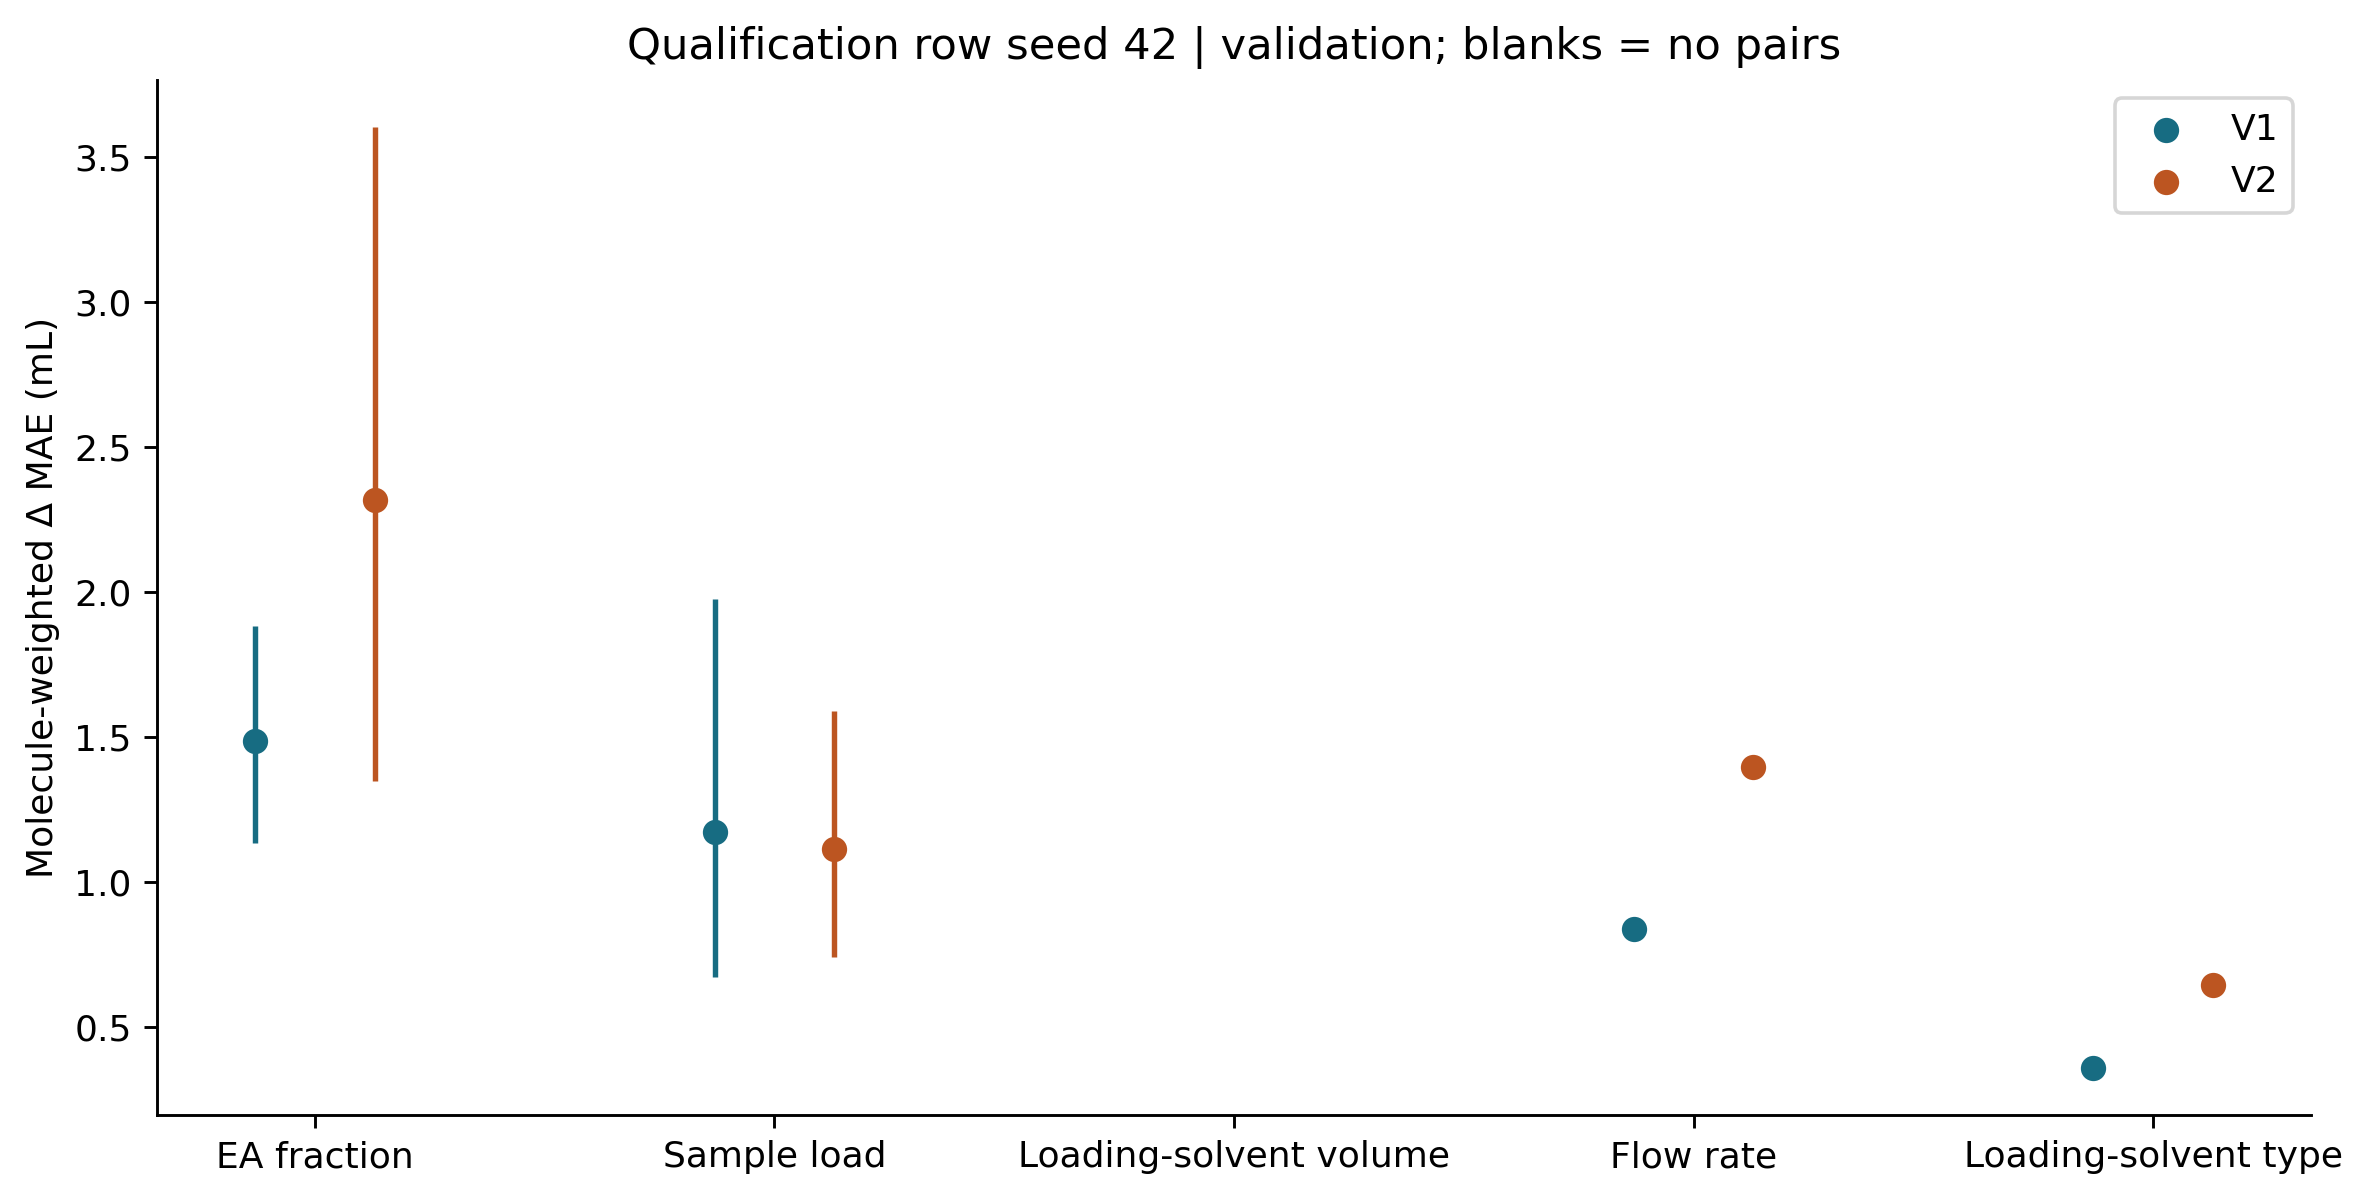 Qualification row seed 42 | validation; blanks = no pairs
V1
V2
Molecule-weighted Δ MAE (mL)
3.5
3.0
2.5
2.0
1.5
1.0
0.5
EA fraction
Sample load
Loading-solvent volume
Flow rate
Loading-solvent type